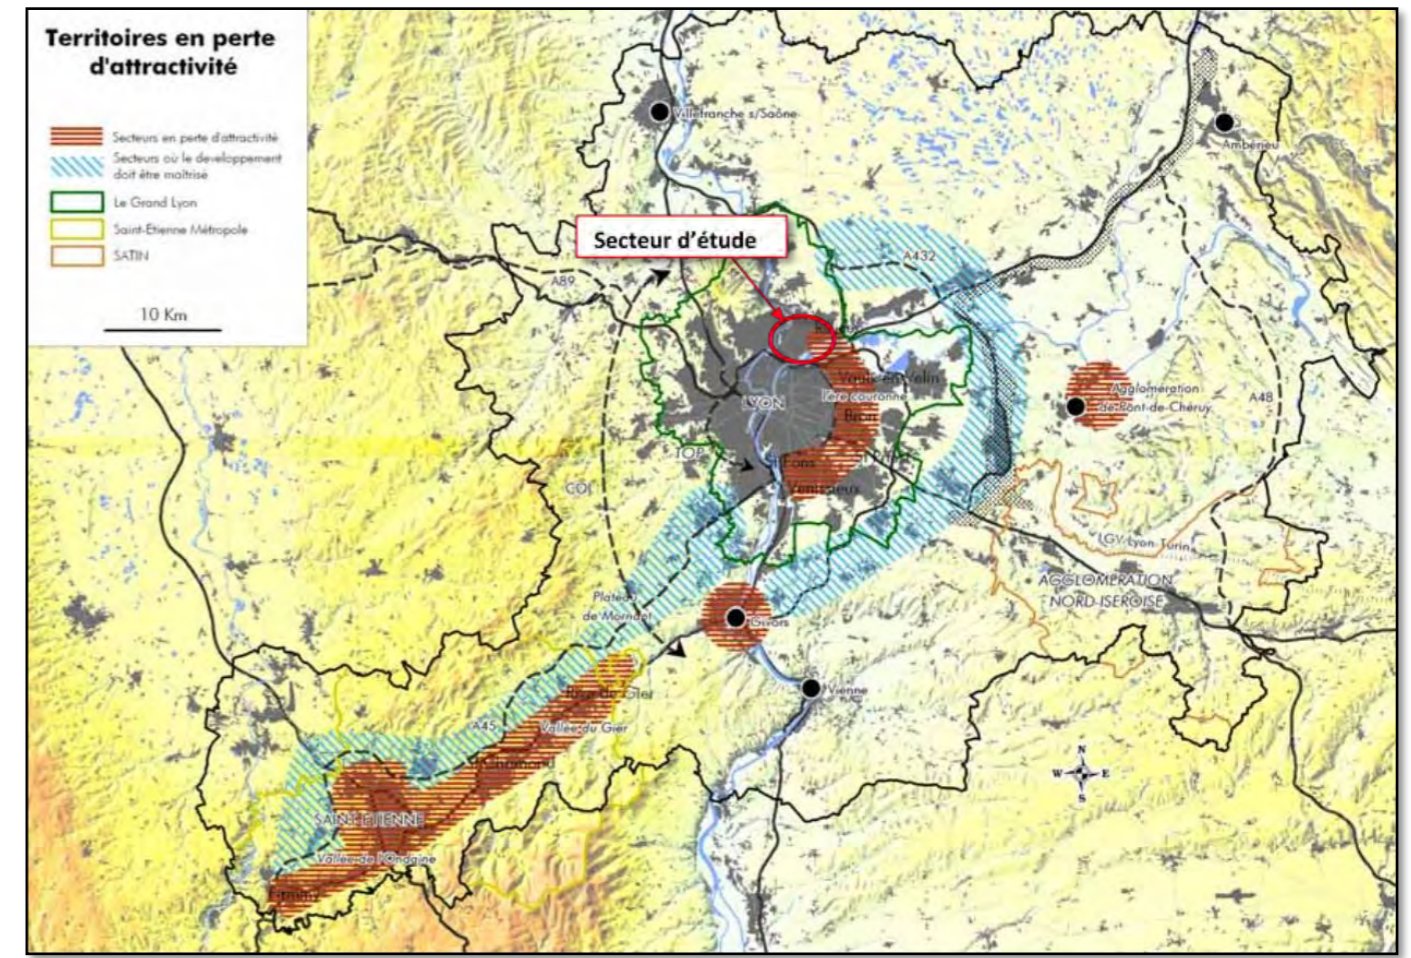 Territoires en perte
d'attractivité
Secteurs en perte d'attractivité
Secteurs où le developpement
doit être maîtrisé
Le Grand Lyon
Saint-Etienne Métropole
SATIN
10 Km
Villefranche s/Saône
Ambérieu
Secteur d'étude
A432
A89
Vaulx-en-Velin
1ère couronne
LYON
Bron
Agglomération
de Pont-de-Chéruy
A48
TOP
St Fons
Vénissieux
COL
LGV Lyon-Turin
AGGLOMERATION
NORD-ISEROISE
Plateau
de Mornant
Givors
Rive de Gier
Vienne
A45
Vallée du Gier
N
W E
S
SAINT-ETIENNE
Vallée de l'Ondaine
Firminy